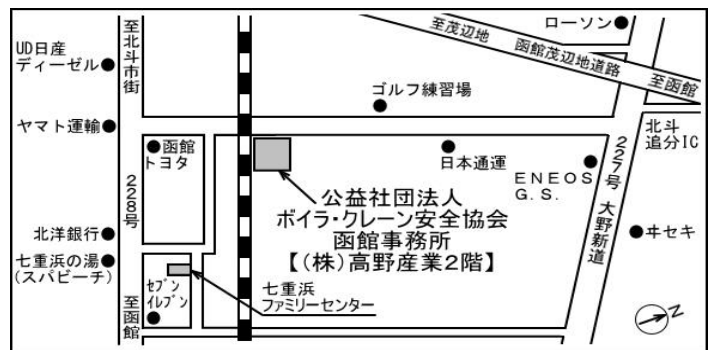 UD日産
ディーゼル
至北斗市街
ヤマト運輸
函館
トヨタ
228号
北洋銀行
七重浜の湯
(スパビーチ)
至函館
セブン
イレブン
七重浜
ファミリーセンター
ゴルフ練習場
至茂辺地
函館茂辺地道路
至函館
ローソン
日本通運
ENEOS
G.S.
公益社団法人
ボイラ・クレーン安全協会
函館事務所
【(株)高野産業2階】
227号 大野新道
北斗
追分IC
ヰセキ
N